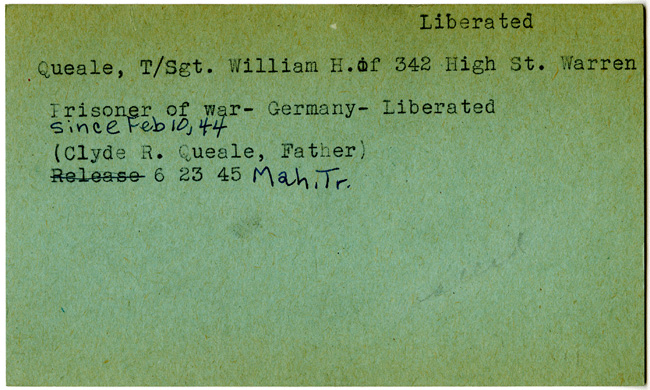 Liberated
Queale, T/Sgt. William H. of 342 High St. Warren
Prisoner of war- Germany- Liberated
since Feb 10, 44
(Clyde R. Queale, Father)
Release 6 23 45 Mah. Tr.